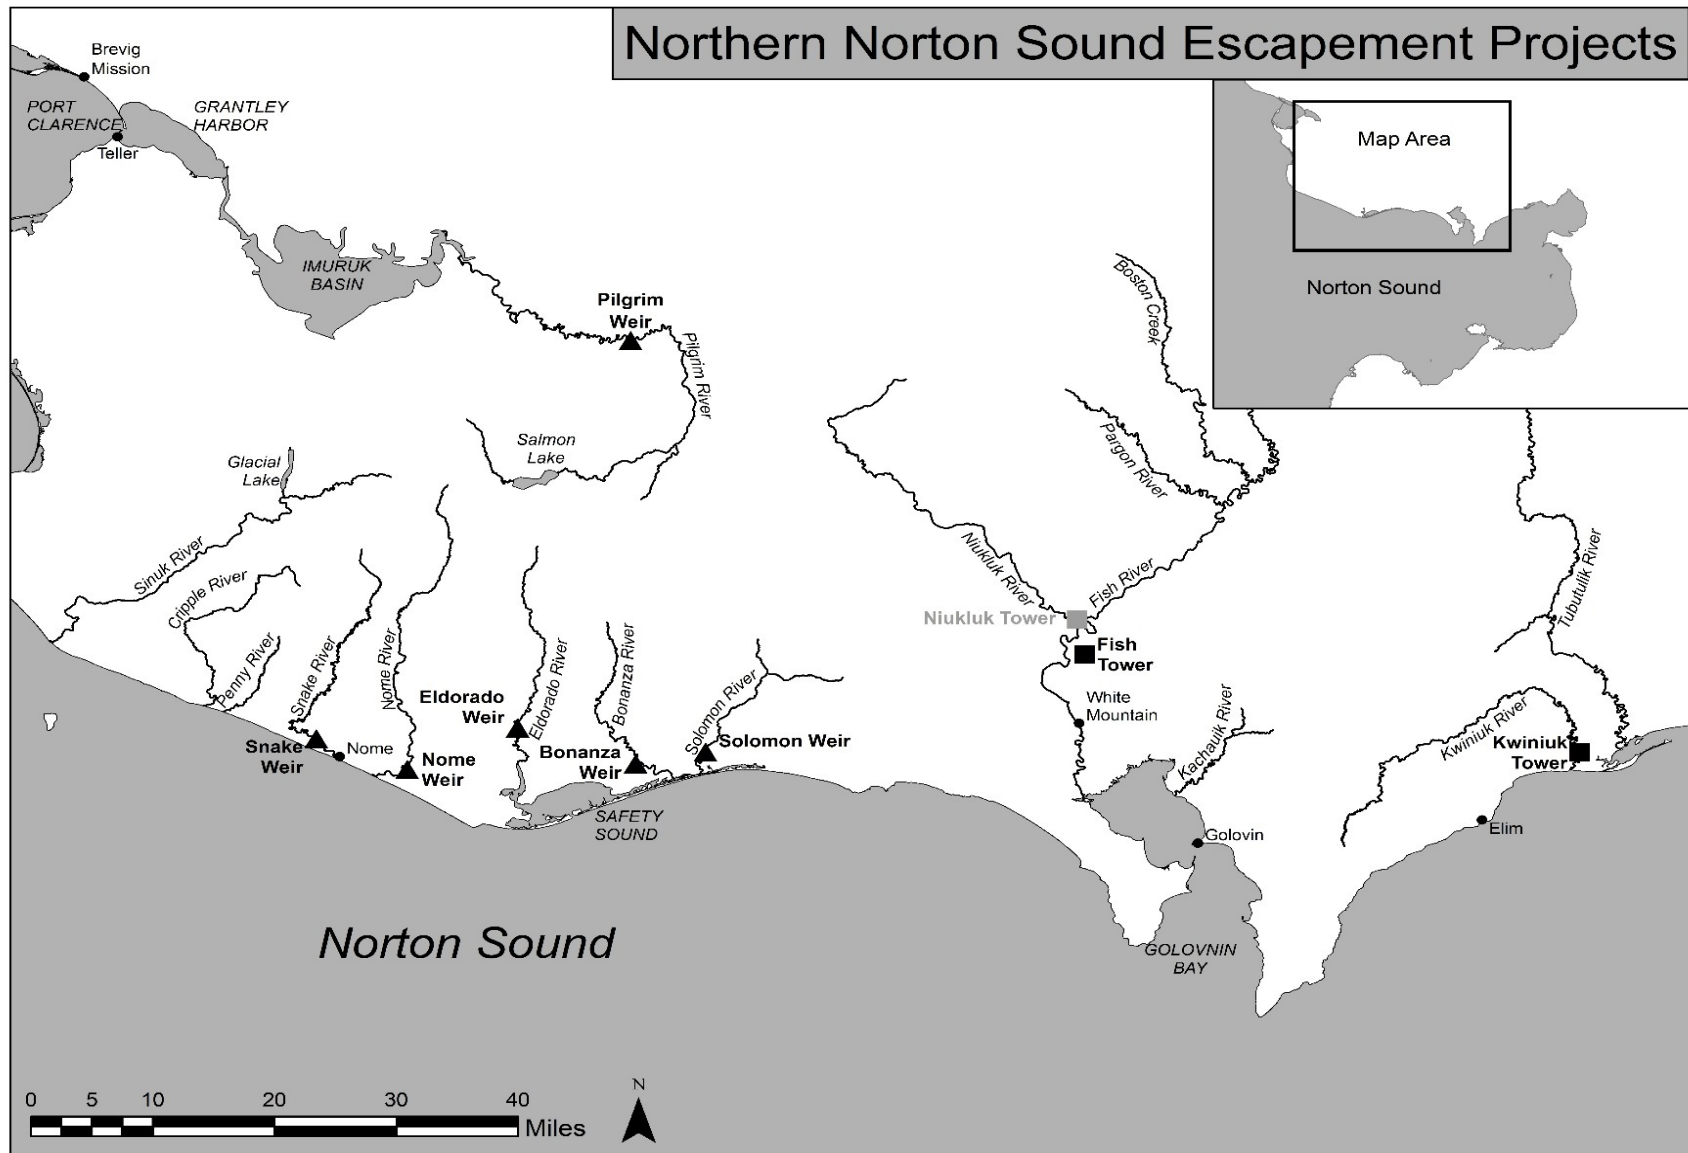 Northern Norton Sound Escapement Projects
Brevig
Mission
PORT
CLARENCE
GRANTLEY
HARBOR
Teller
Map Area
Norton Sound
IMURUK
BASIN
Pilgrim
Weir
Pilgrim River
Boston Creek
Pargon River
Salmon
Lake
Glacial
Lake
Sinuk River
Cripple River
Penny River
Snake River
Nome River
Eldorado River
Bonanza River
Solomon River
Niukluk River
Fish River
Tubutulik River
Niukluk Tower
Fish
Tower
White
Mountain
Kachauik River
Kwiniuk River
Kwiniuk
Tower
Eldorado
Weir
Snake
Weir
Nome
Nome
Weir
Bonanza
Weir
Solomon Weir
SAFETY
SOUND
Golovin
Elim
GOLOVNIN
BAY
Norton Sound
0 5 10 20 30 40
Miles
N